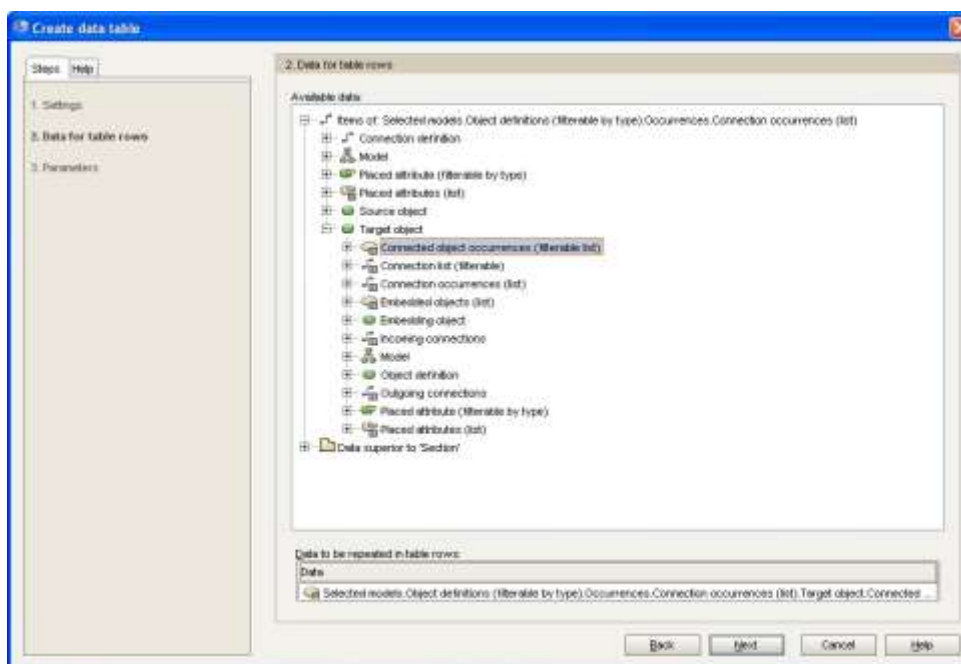 Create data table
Steps Help
1. Settings
2. Data for table rows
3. Parameters
2. Data for table rows
Available data:
Items of: Selected models.Object definitions (filterable by type).Occurrences.Connection occurrences (list)
Connection definition
Model
Placed attribute (filterable by type)
Placed attributes (list)
Source object
Target object
Connected object occurrences (filterable list)
Connection list (filterable)
Connection occurrences (list)
Embedded objects (list)
Embedding object
Incoming connections
Model
Object definition
Outgoing connections
Placed attribute (filterable by type)
Placed attributes (list)
Data superior to 'Section'
Data to be repeated in table rows:
Data
Selected models.Object definitions (filterable by type).Occurrences.Connection occurrences (list).Target object.Connected ...
Back Next Cancel Help